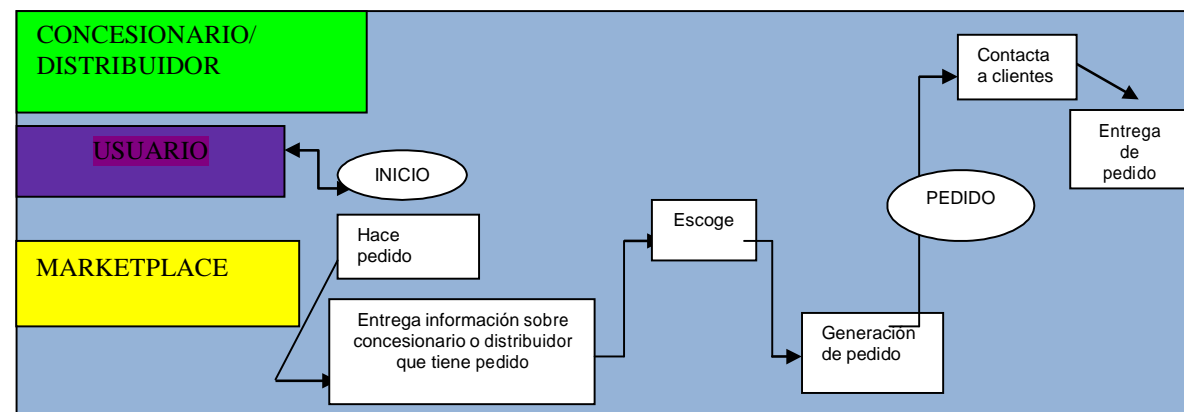 CONCESIONARIO/
DISTRIBUIDOR
Contacta
a clientes
Entrega
de
pedido
USUARIO
INICIO
PEDIDO
Escoge
Hace
pedido
MARKETPLACE
Entrega información sobre
concesionario o distribuidor
que tiene pedido
Generación
de pedido